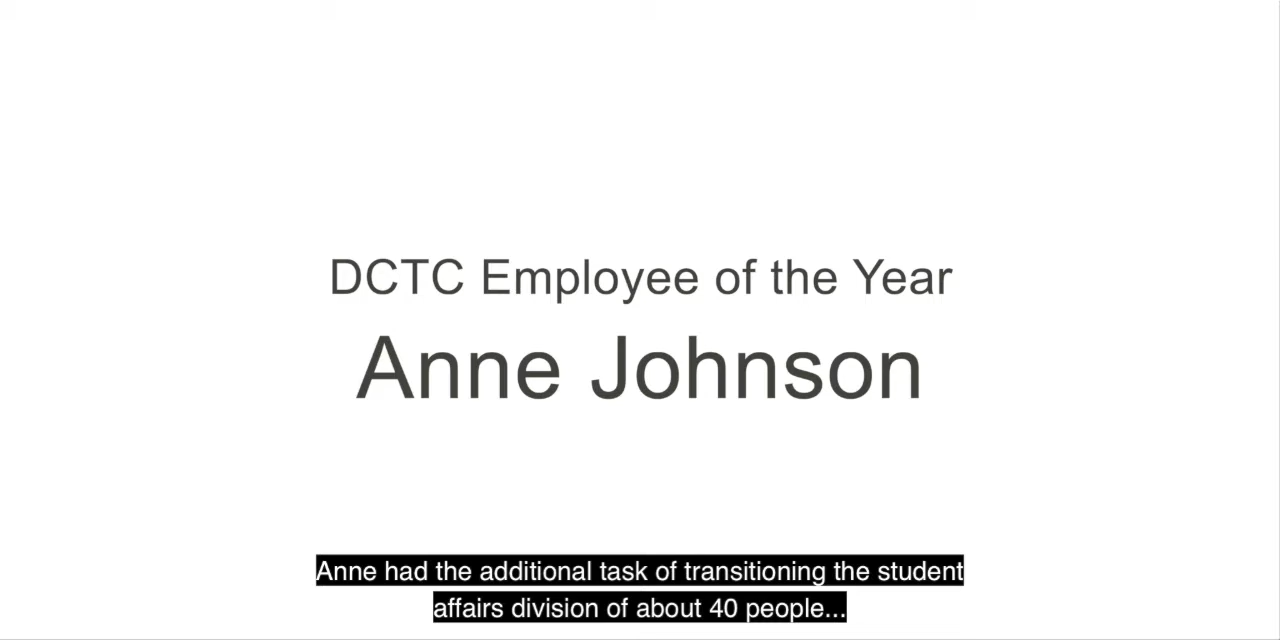 DCTC Employee of the Year
Anne Johnson
Anne had the additional task of transitioning the student
affairs division of about 40 people...